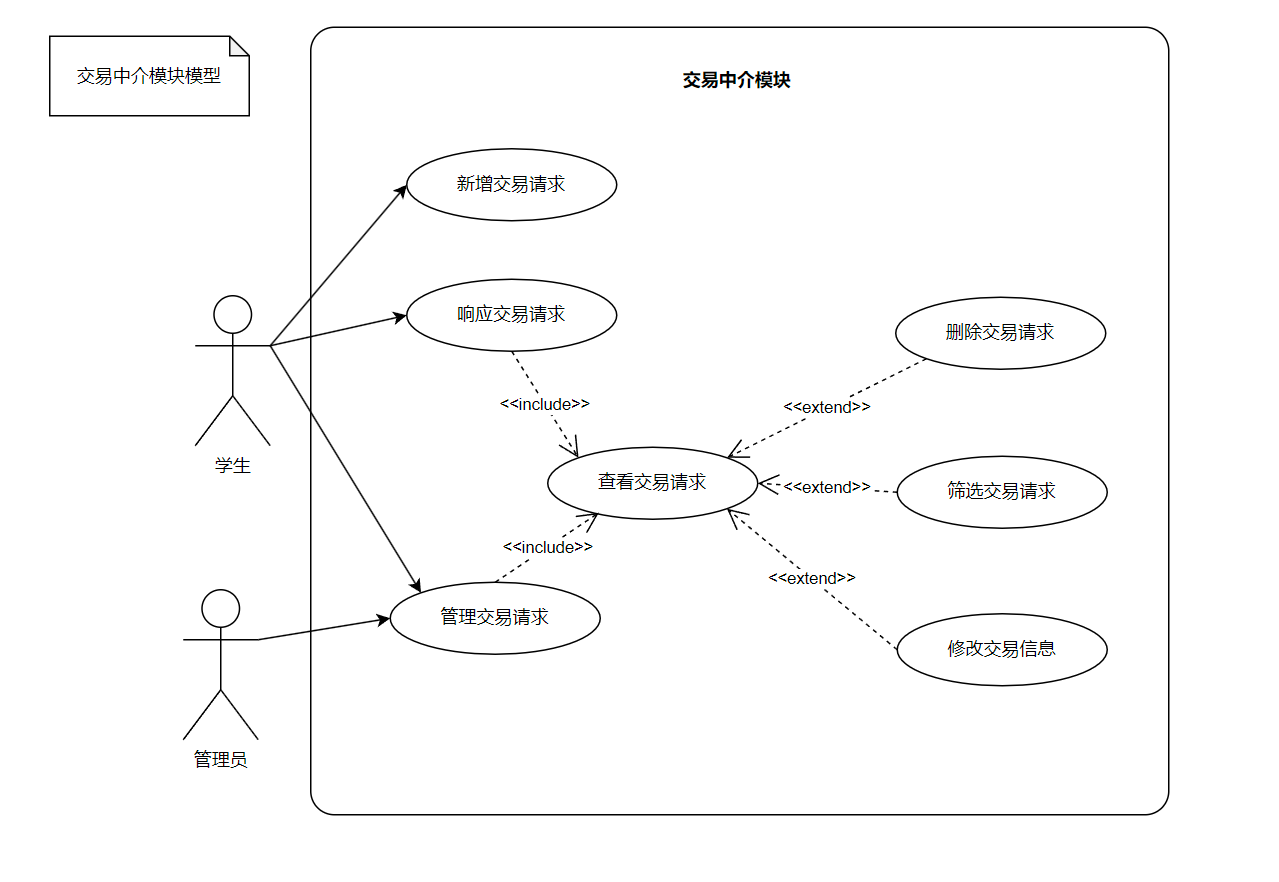 交易中介模块模型
交易中介模块
新增交易请求
响应交易请求
删除交易请求
<<include>>
<<extend>>
学生
查看交易请求
<<extend>>
筛选交易请求
<<include>>
<<extend>>
管理交易请求
修改交易信息
管理员